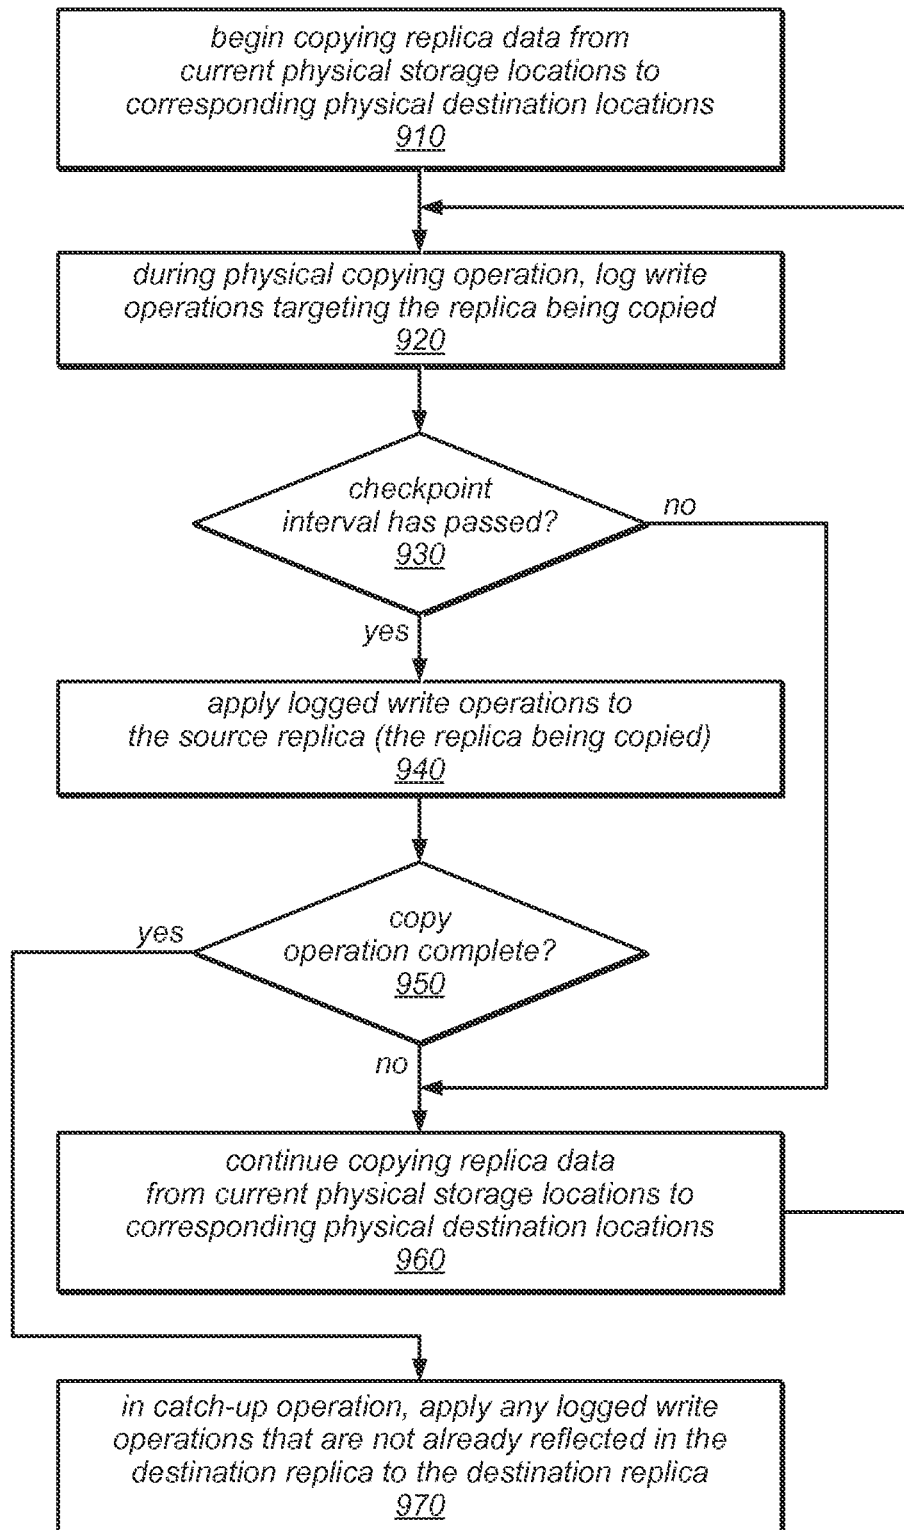 begin copying replica data from
current physical storage locations to
corresponding physical destination locations
910
during physical copying operation, log write
operations targeting the replica being copied
920
checkpoint
interval has passed?
930
no
yes
apply logged write operations to
the source replica (the replica being copied)
940
copy
operation complete?
950
yes
no
continue copying replica data
from current physical storage locations to
corresponding physical destination locations
960
in catch-up operation, apply any logged write
operations that are not already reflected in the
destination replica to the destination replica
970